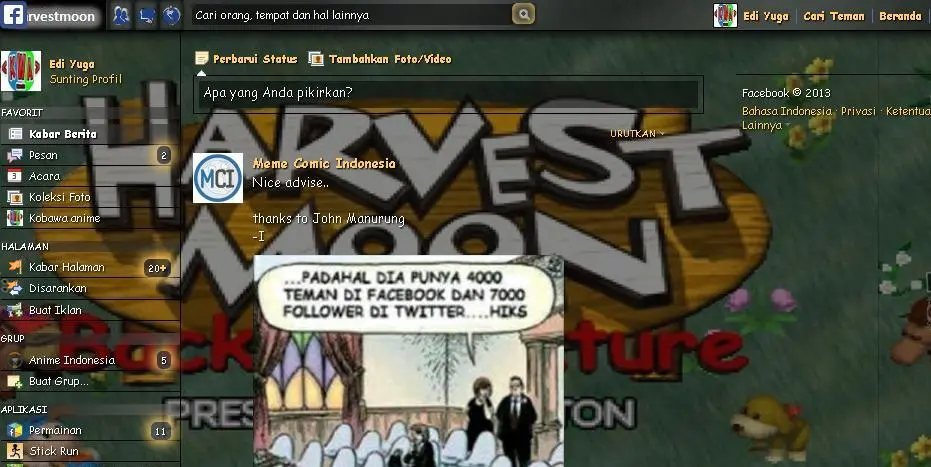 rvestmoon
Cari orang, tempat dan hal lainnya
Edi Yuga
Cari Teman
Beranda
Edi Yuga
Sunting Profil
FAVORIT
Kabar Berita
Pesan 2
Acara
Koleksi Foto
Kobawa anime
HALAMAN
Kabar Halaman 20+
Disarankan
Buat Iklan
GRUP
Anime Indonesia 5
Buat Grup...
APLIKASI
Permainan 11
Stick Run
Perbarui Status
Tambahkan Foto/Video
Apa yang Anda pikirkan?
URUTKAN
MCI
Meme Comic Indonesia
Nice advise..
thanks to John Manurung
-I
...PADAHAL DIA PUNYA 4000
TEMAN DI FACEBOOK DAN 7000
FOLLOWER DI TWITTER....HIKS
HARVEST
MOON
Back
ture
PRES
TON
Facebook © 2013
Bahasa Indonesia · Privasi · Ketentua
Lainnya